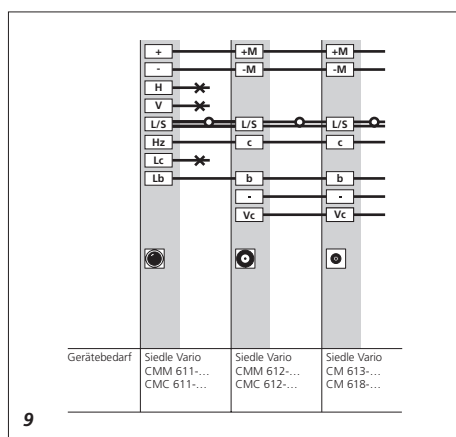 + +M +M
- -M -M
H
V
L/S L/S L/S
Hz c c
Lc
Lb b b
- -
Vc Vc
Gerätebedarf Siedle Vario Siedle Vario Siedle Vario
CMM 611-... CMM 612-... CM 613-...
CMC 611-... CMC 612-... CM 618-...
9